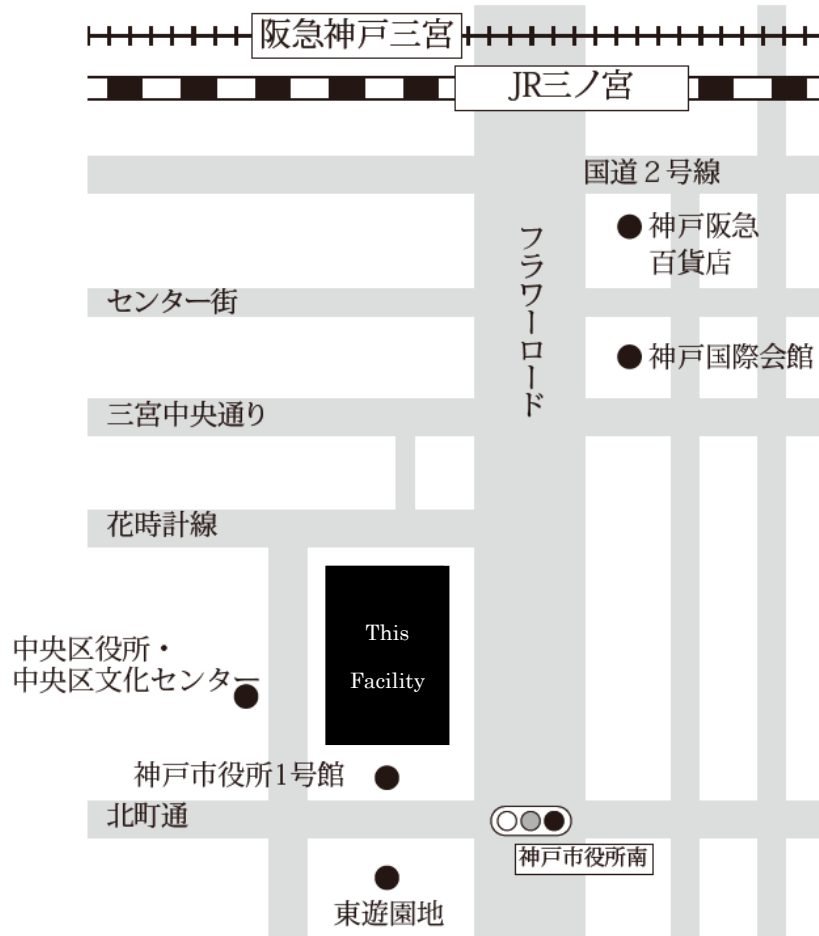 阪急神戸三宮
JR三ノ宮
国道２号線
神戸阪急
百貨店
フラワーロード
センター街
神戸国際会館
三宮中央通り
花時計線
This
Facility
中央区役所・
中央区文化センター
神戸市役所1号館
北町通
神戸市役所南
東遊園地